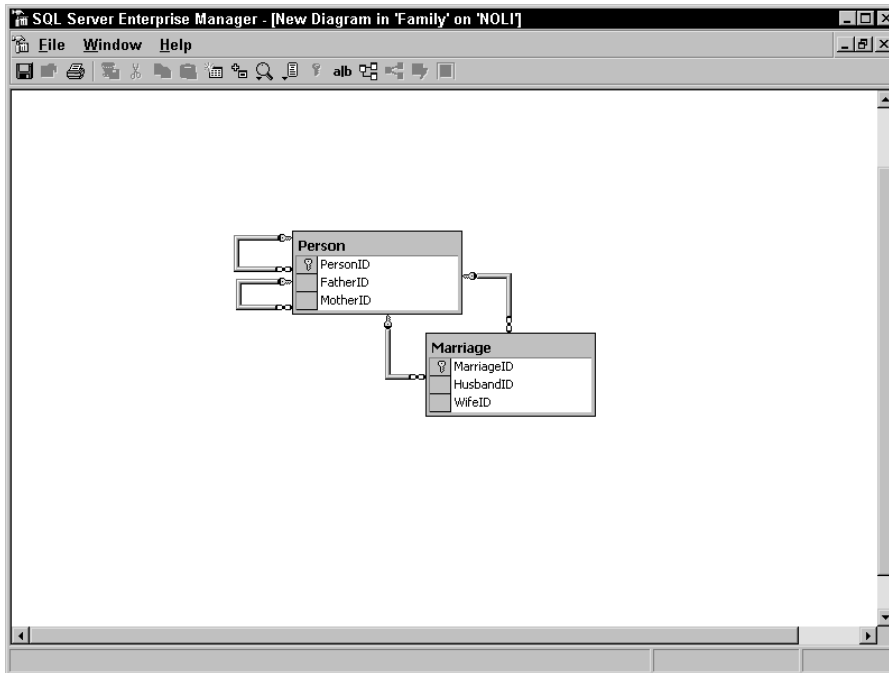 SQL Server Enterprise Manager - [New Diagram in 'Family' on 'NOLI']
File Window Help
alb
Person
PersonID
FatherID
MotherID
Marriage
MarriageID
HusbandID
WifeID